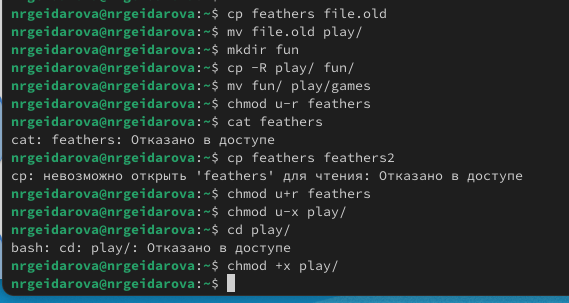 nrgeidarova@nrgeidarova:~$ cp feathers file.old
nrgeidarova@nrgeidarova:~$ mv file.old play/
nrgeidarova@nrgeidarova:~$ mkdir fun
nrgeidarova@nrgeidarova:~$ cp -R play/ fun/
nrgeidarova@nrgeidarova:~$ mv fun/ play/games
nrgeidarova@nrgeidarova:~$ chmod u-r feathers
nrgeidarova@nrgeidarova:~$ cat feathers
cat: feathers: Отказано в доступе
nrgeidarova@nrgeidarova:~$ cp feathers feathers2
cp: невозможно открыть 'feathers' для чтения: Отказано в доступе
nrgeidarova@nrgeidarova:~$ chmod u+r feathers
nrgeidarova@nrgeidarova:~$ chmod u-x play/
nrgeidarova@nrgeidarova:~$ cd play/
bash: cd: play/: Отказано в доступе
nrgeidarova@nrgeidarova:~$ chmod +x play/
nrgeidarova@nrgeidarova:~$